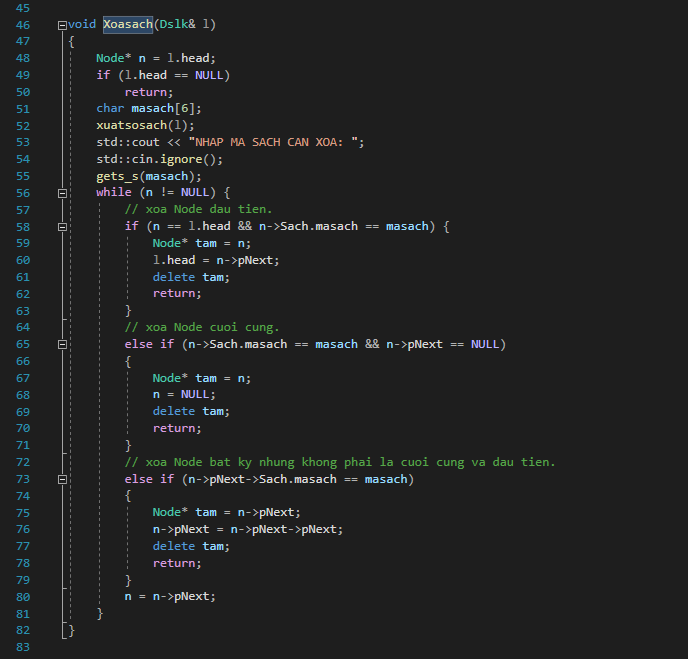 45
46 void Xoasach(Dslk& l)
47 {
48 Node* n = l.head;
49 if (l.head == NULL)
50 return;
51 char masach[6];
52 xuatsosach(l);
53 std::cout << "NHAP MA SACH CAN XOA: ";
54 std::cin.ignore();
55 gets_s(masach);
56 while (n != NULL) {
57 // xoa Node dau tien.
58 if (n == l.head && n->Sach.masach == masach) {
59 Node* tam = n;
60 l.head = n->pNext;
61 delete tam;
62 return;
63 }
64 // xoa Node cuoi cung.
65 else if (n->Sach.masach == masach && n->pNext == NULL)
66 {
67 Node* tam = n;
68 n = NULL;
69 delete tam;
70 return;
71 }
72 // xoa Node bat ky nhung khong phai la cuoi cung va dau tien.
73 else if (n->pNext->Sach.masach == masach)
74 {
75 Node* tam = n->pNext;
76 n->pNext = n->pNext->pNext;
77 delete tam;
78 return;
79 }
80 n = n->pNext;
81 }
82 }
83